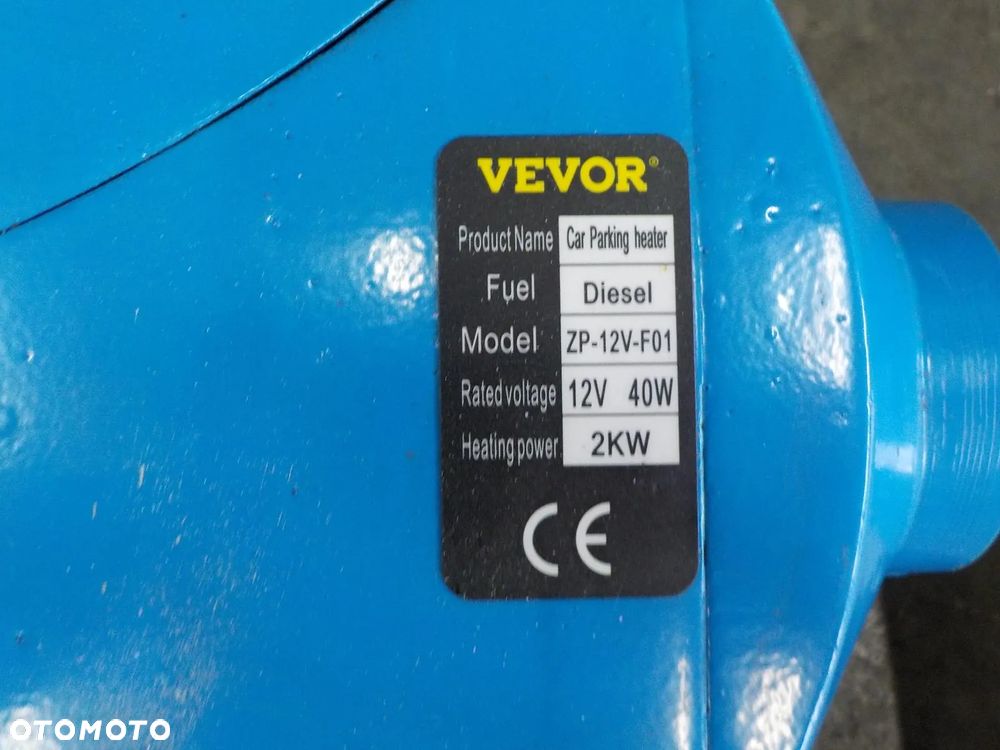 VEVOR®
Product Name Car Parking heater
Fuel Diesel
Model ZP-12V-F01
Rated voltage 12V 40W
Heating power 2KW
CE
OTOMOTO